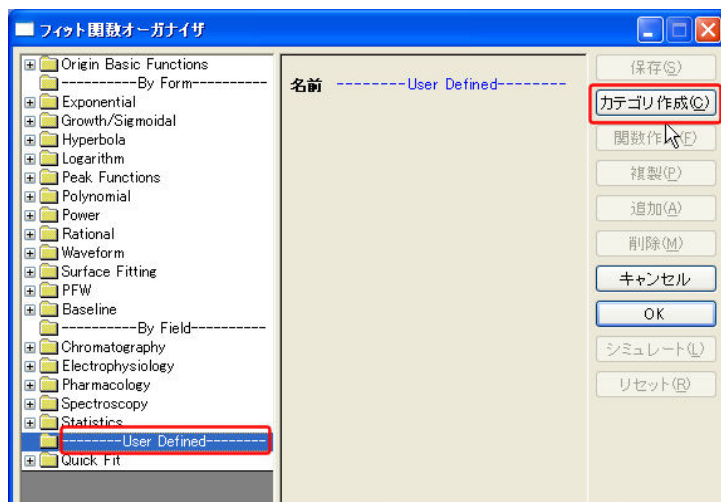 フィット関数オーガナイザ
Origin Basic Functions
----------By Form----------
Exponential
Growth/Sigmoidal
Hyperbola
Logarithm
Peak Functions
Polynomial
Power
Rational
Waveform
Surface Fitting
PFW
Baseline
----------By Field----------
Chromatography
Electrophysiology
Pharmacology
Spectroscopy
Statistics
--------User Defined--------
Quick Fit
名前 --------User Defined--------
保存(S)
カテゴリ作成(C)
関数作(F)
複製(P)
追加(A)
削除(M)
キャンセル
OK
シミュレート(L)
リセット(R)